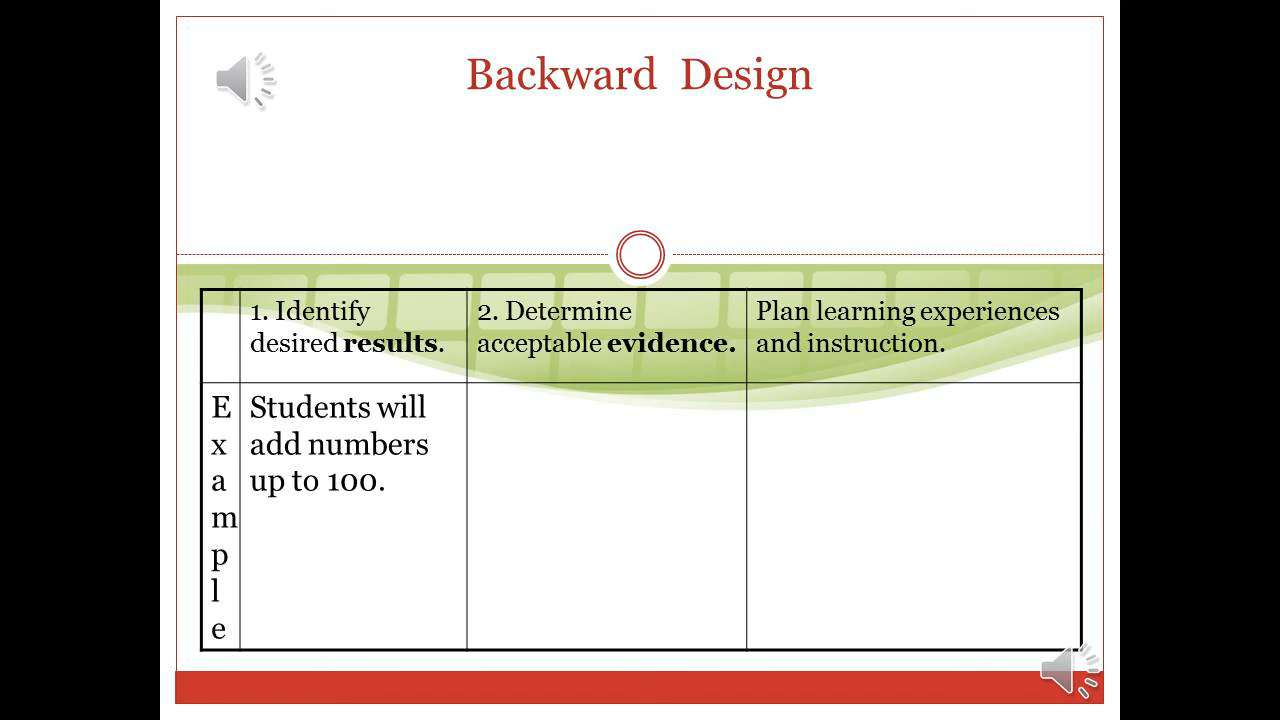 Backward Design
1. Identify
desired results.
2. Determine
acceptable evidence.
Plan learning experiences
and instruction.
E
x
a
m
p
l
e
Students will
add numbers
up to 100.